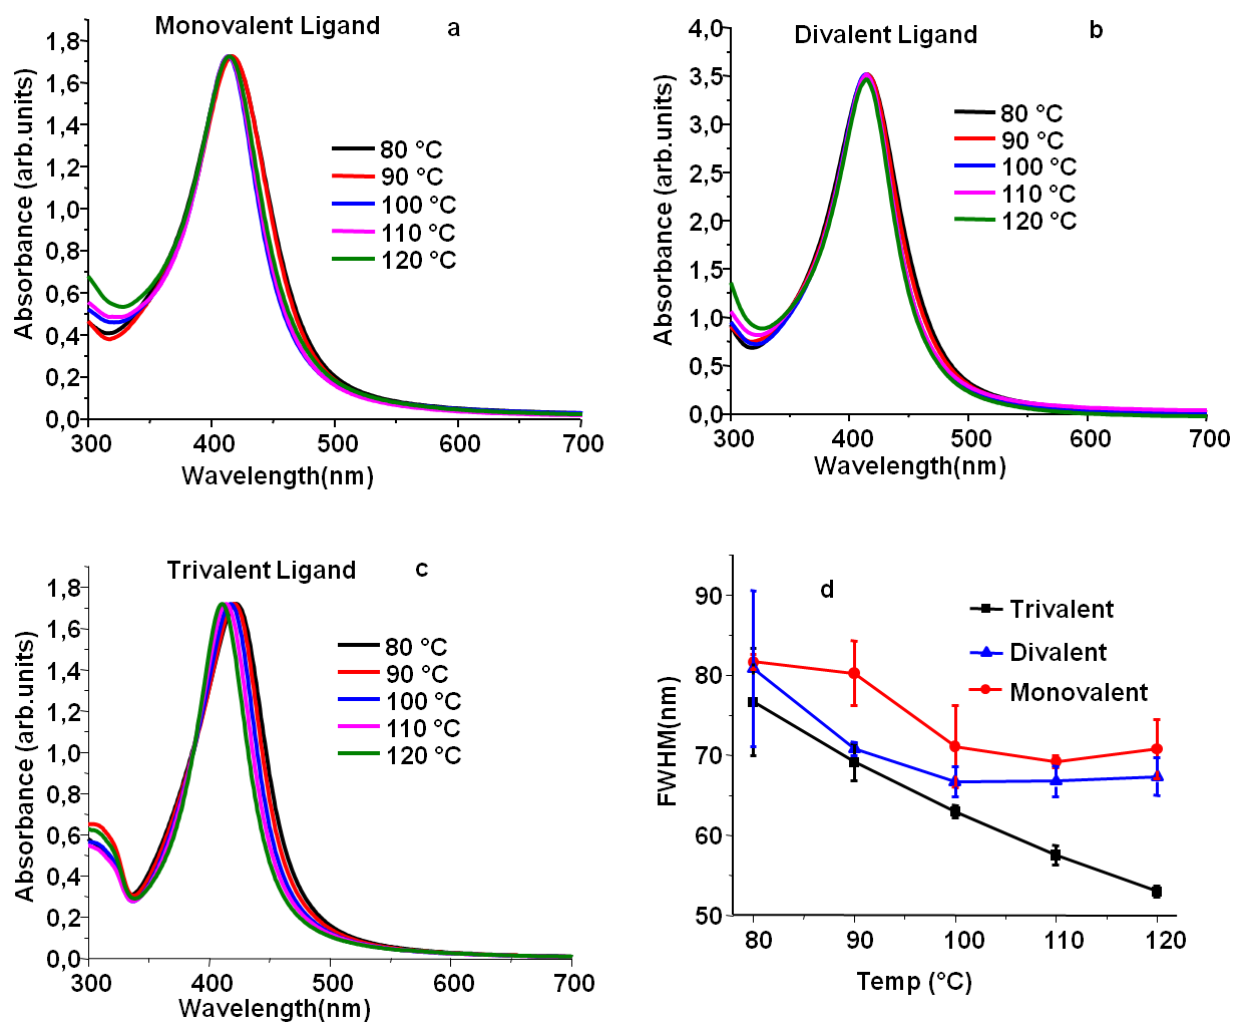 Monovalent Ligand
a
Absorbance (arb.units)
1,8
1,6
1,4
1,2
1,0
0,8
0,6
0,4
0,2
0,0
80 °C
90 °C
100 °C
110 °C
120 °C
300 400 500 600 700
Wavelength(nm)
Divalent Ligand
b
Absorbance (arb.units)
4,0
3,5
3,0
2,5
2,0
1,5
1,0
0,5
0,0
80 °C
90 °C
100 °C
110 °C
120 °C
300 400 500 600 700
Wavelength(nm)
Trivalent Ligand
c
Absorbance (arb.units)
1,8
1,6
1,4
1,2
1,0
0,8
0,6
0,4
0,2
0,0
80 °C
90 °C
100 °C
110 °C
120 °C
300 400 500 600 700
Wavelength(nm)
d
FWHM(nm)
90
80
70
60
50
Trivalent
Divalent
Monovalent
80 90 100 110 120
Temp (°C)